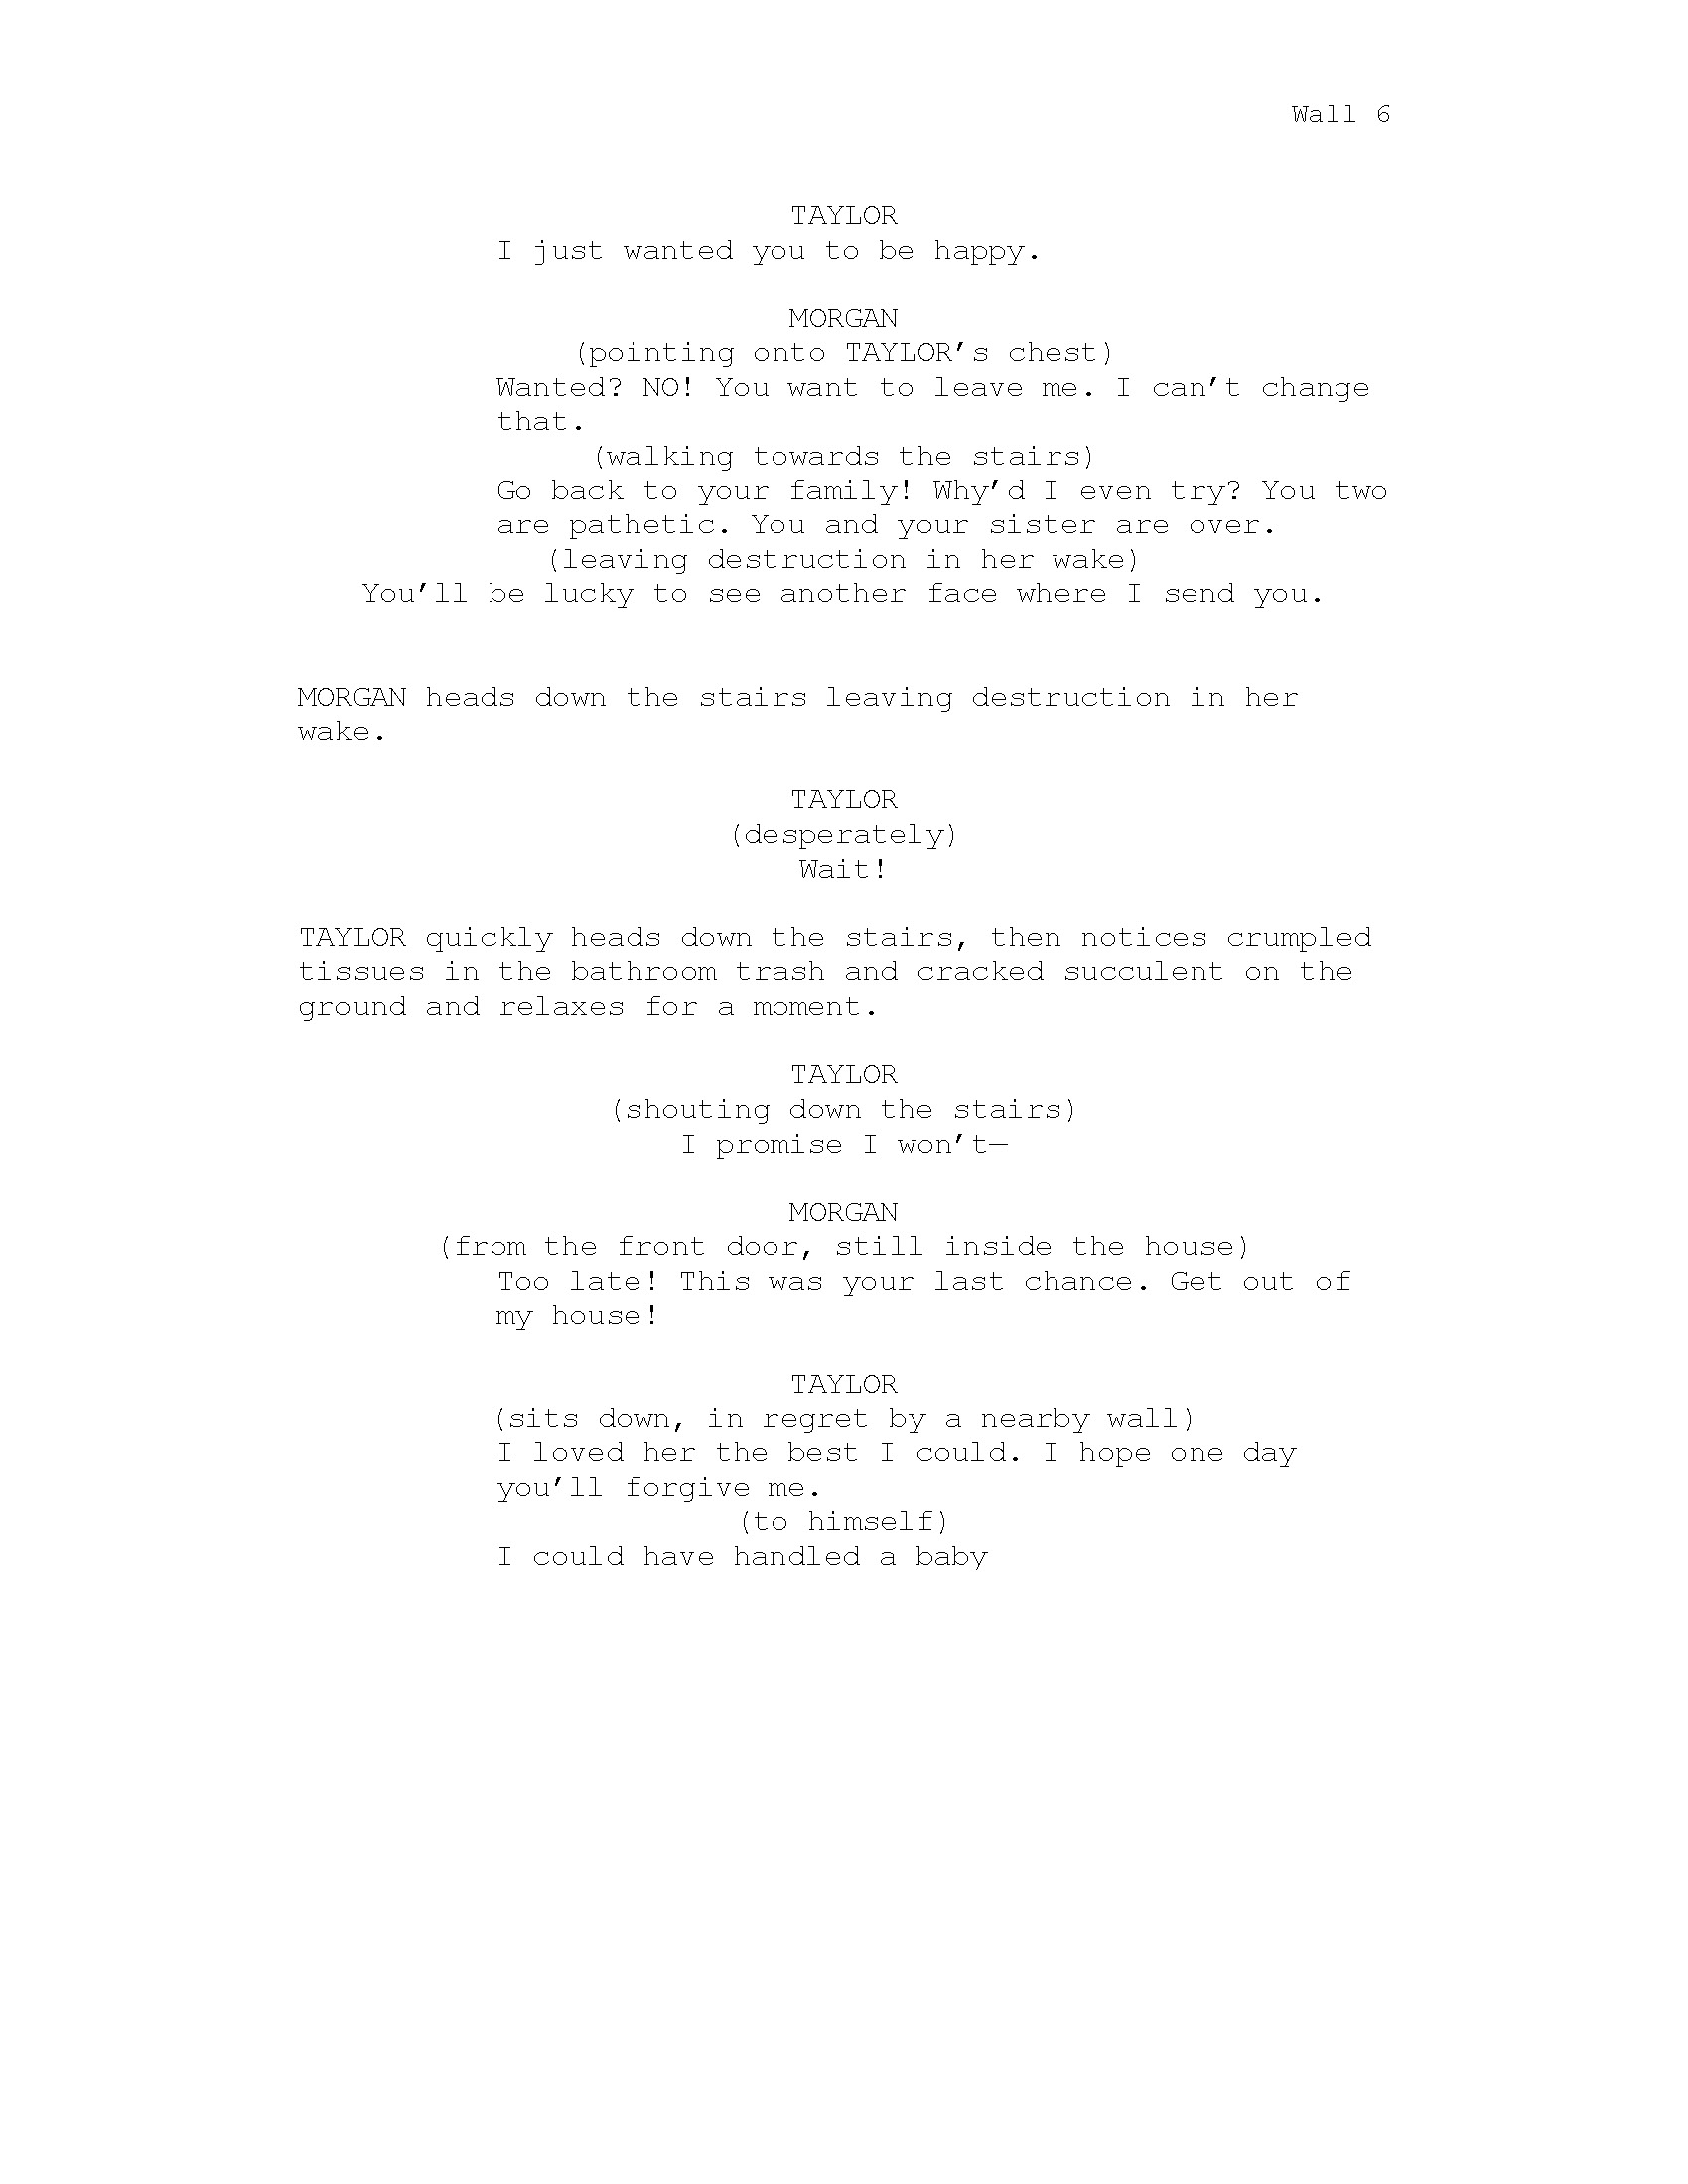 Wall 6
TAYLOR
I just wanted you to be happy.
MORGAN
(pointing onto TAYLOR’s chest)
Wanted? NO! You want to leave me. I can’t change
that.
(walking towards the stairs)
Go back to your family! Why’d I even try? You two
are pathetic. You and your sister are over.
(leaving destruction in her wake)
You’ll be lucky to see another face where I send you.
MORGAN heads down the stairs leaving destruction in her
wake.
TAYLOR
(desperately)
Wait!
TAYLOR quickly heads down the stairs, then notices crumpled
tissues in the bathroom trash and cracked succulent on the
ground and relaxes for a moment.
TAYLOR
(shouting down the stairs)
I promise I won’t—
MORGAN
(from the front door, still inside the house)
Too late! This was your last chance. Get out of
my house!
TAYLOR
(sits down, in regret by a nearby wall)
I loved her the best I could. I hope one day
you’ll forgive me.
(to himself)
I could have handled a baby